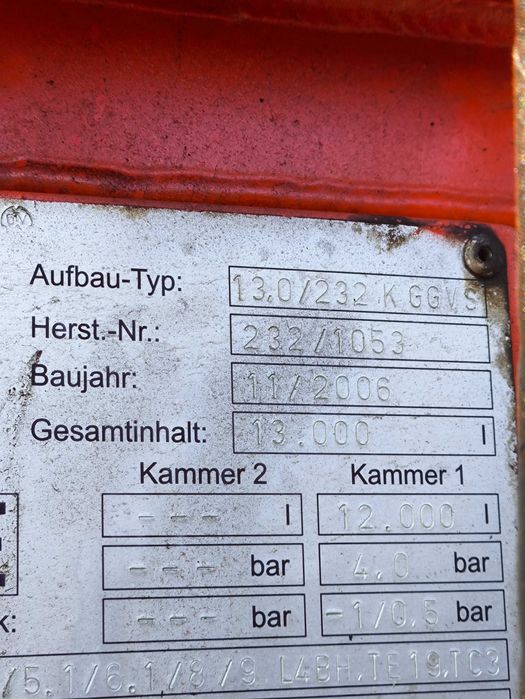 Aufbau-Typ: 13.0/232 K.GGVS
Herst.-Nr.: 232/1053
Baujahr: 11/2006
Gesamtinhalt: 13.000 l
Kammer 2 Kammer 1
--- l 12.000 l
--- bar 4,0 bar
k: --- bar -1/0,5 bar
/5.1/6.1/8/9 L4BH,TE19,TC3